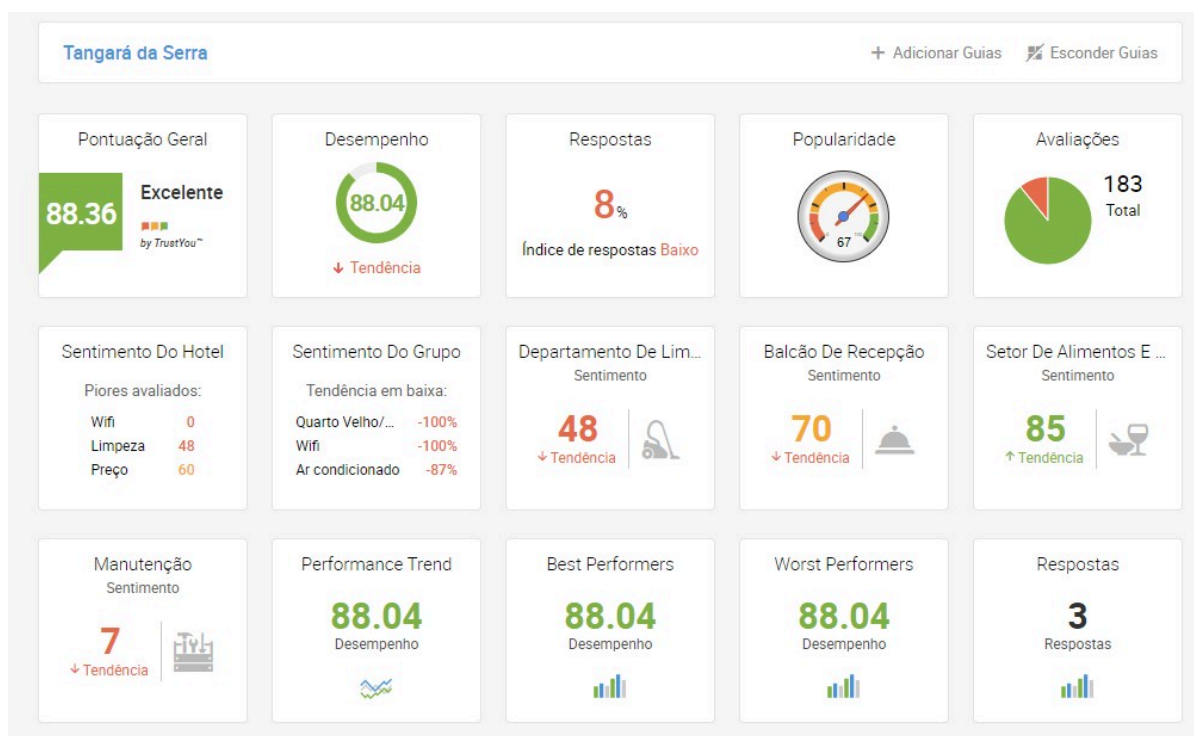 Tangará da Serra
+ Adicionar Guias
Esconder Guias
Pontuação Geral
88.36
Excelente
by TrustYou™
Desempenho
88.04
↓ Tendência
Respostas
8%
Índice de respostas Baixo
Popularidade
0
100
67
Avaliações
183
Total
Sentimento Do Hotel
Piores avaliados:
Wifi 0
Limpeza 48
Preço 60
Sentimento Do Grupo
Tendência em baixa:
Quarto Velho/... -100%
Wifi -100%
Ar condicionado -87%
Departamento De Lim...
Sentimento
48
↓ Tendência
Balcão De Recepção
Sentimento
70
↓ Tendência
Setor De Alimentos E ...
Sentimento
85
↑ Tendência
Manutenção
Sentimento
7
↓ Tendência
Performance Trend
88.04
Desempenho
Best Performers
88.04
Desempenho
Worst Performers
88.04
Desempenho
Respostas
3
Respostas